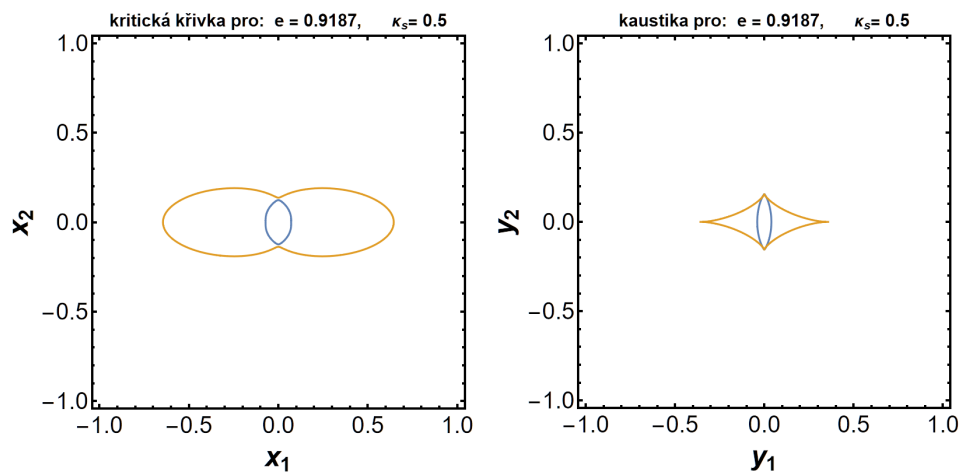 kritická křivka pro: e = 0.9187, κs= 0.5
1.0
0.5
0.0
−0.5
−1.0
x2
−1.0 −0.5 0.0 0.5 1.0
x1
kaustika pro: e = 0.9187, κs= 0.5
1.0
0.5
0.0
−0.5
−1.0
y2
−1.0 −0.5 0.0 0.5 1.0
y1